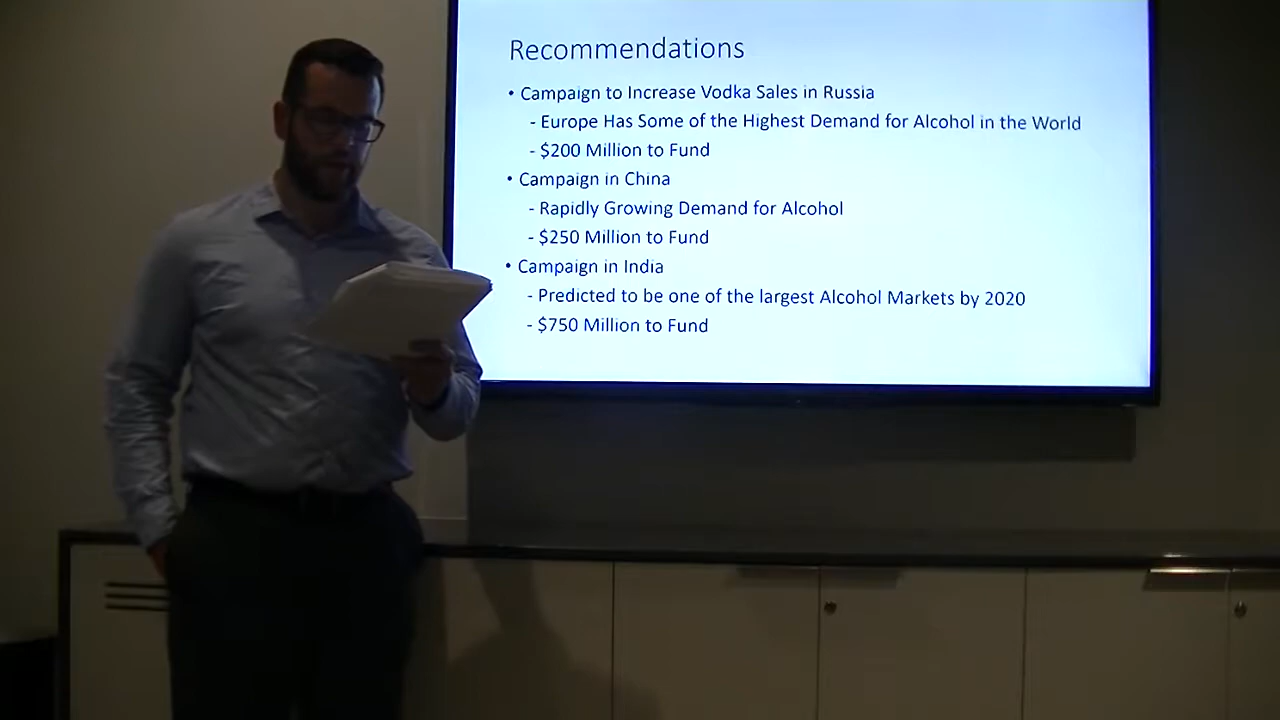 Recommendations
• Campaign to Increase Vodka Sales in Russia
- Europe Has Some of the Highest Demand for Alcohol in the World
- $200 Million to Fund
• Campaign in China
- Rapidly Growing Demand for Alcohol
- $250 Million to Fund
• Campaign in India
- Predicted to be one of the largest Alcohol Markets by 2020
- $750 Million to Fund